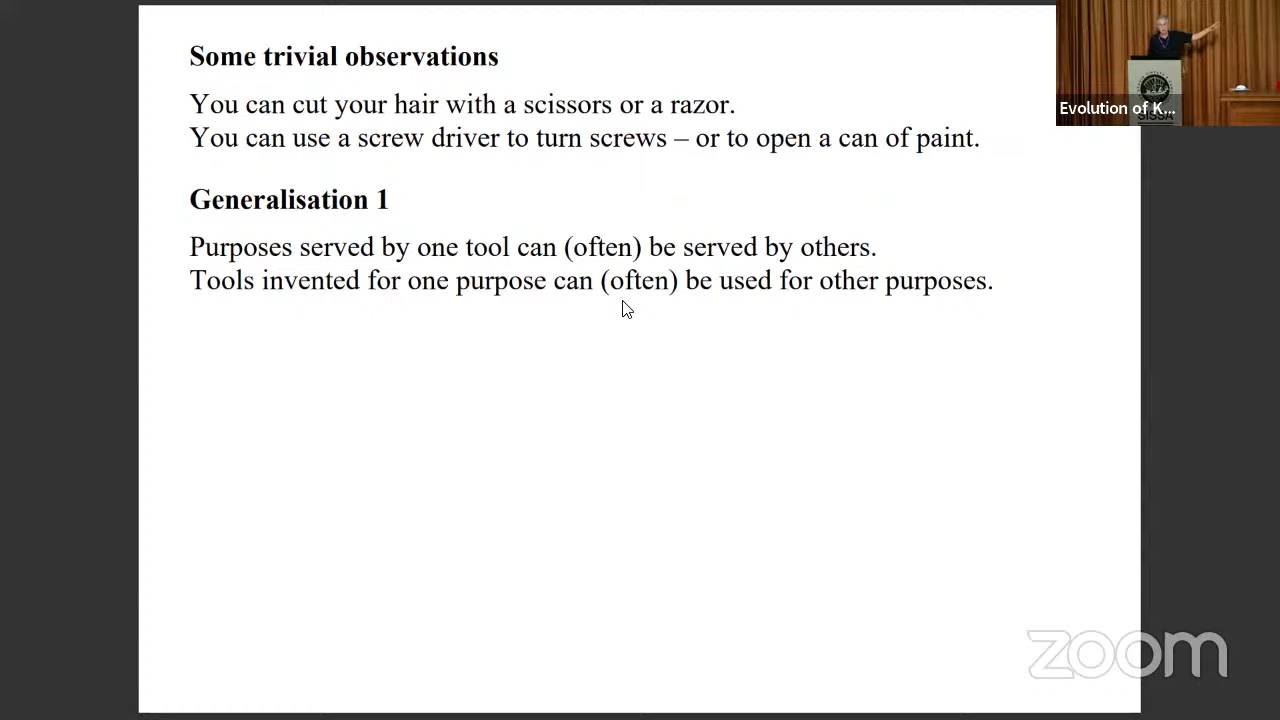 Some trivial observations
You can cut your hair with a scissors or a razor.
You can use a screw driver to turn screws – or to open a can of paint.
Generalisation 1
Purposes served by one tool can (often) be served by others.
Tools invented for one purpose can (often) be used for other purposes.
Evolution of K...
SISSA
zoom